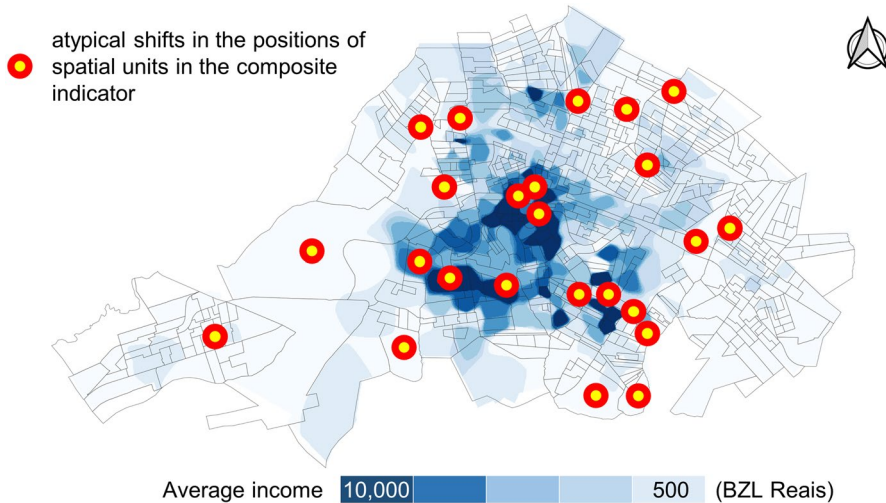 atypical shifts in the positions of
spatial units in the composite
indicator
Average income 10,000 500 (BZL Reais)